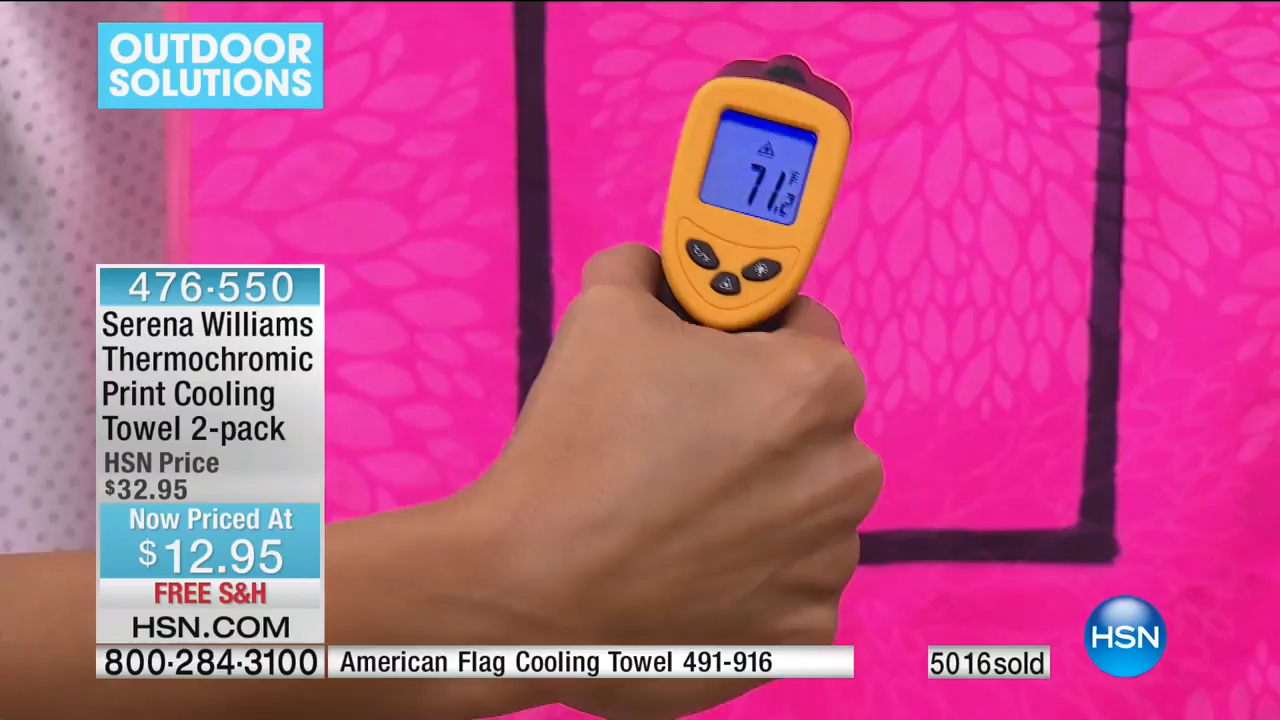 OUTDOOR
SOLUTIONS
71
476·550
Serena Williams
Thermochromic
Print Cooling
Towel 2-pack
HSN Price
$32.95
Now Priced At
$12.95
FREE S&H
HSN.COM
800·284·3100
American Flag Cooling Towel 491-916
5016sold
HSN